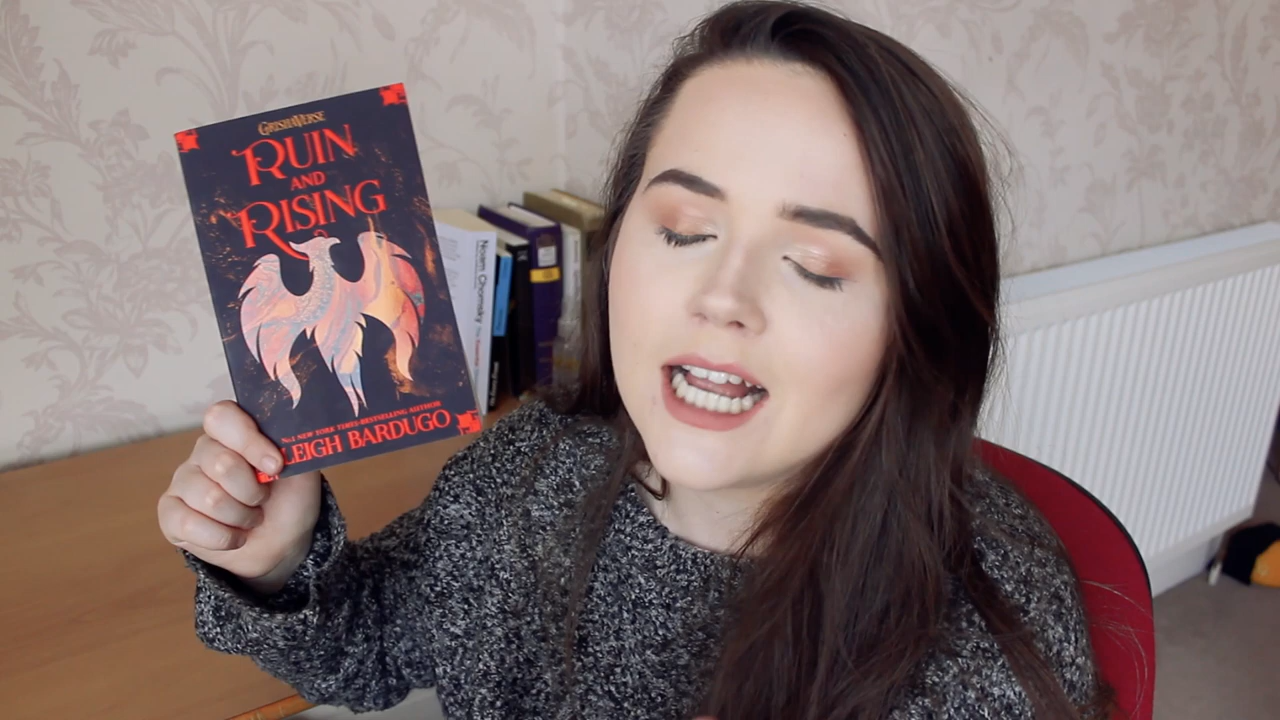 GRISHAVERSE
RUIN
AND
RISING
No.1 NEW YORK TIMES-BESTSELLING AUTHOR
LEIGH BARDUGO
Noam Chomsky